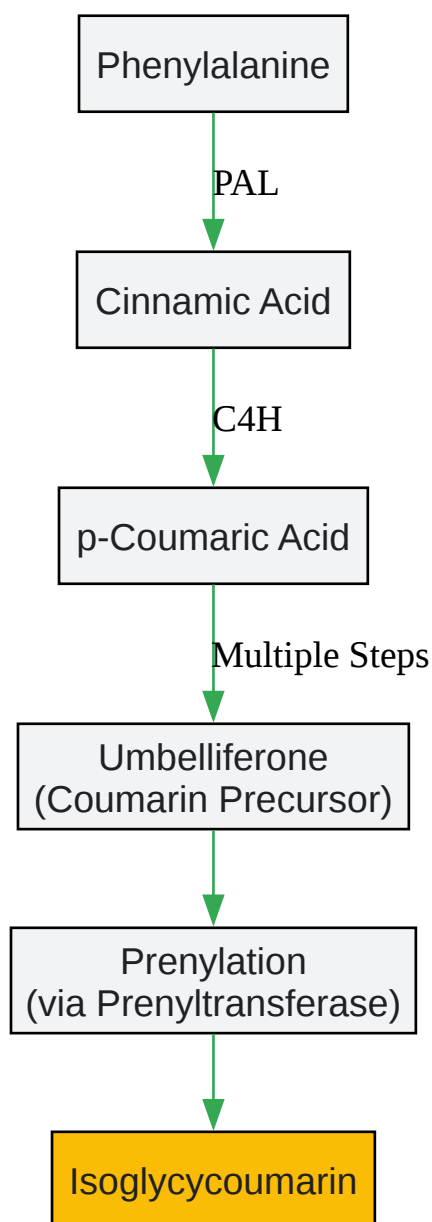 Phenylalanine
PAL
Cinnamic Acid
C4H
p-Coumaric Acid
Multiple Steps
Umbelliferone
(Coumarin Precursor)
Prenylation
(via Prenyltransferase)
Isoglycycoumarin